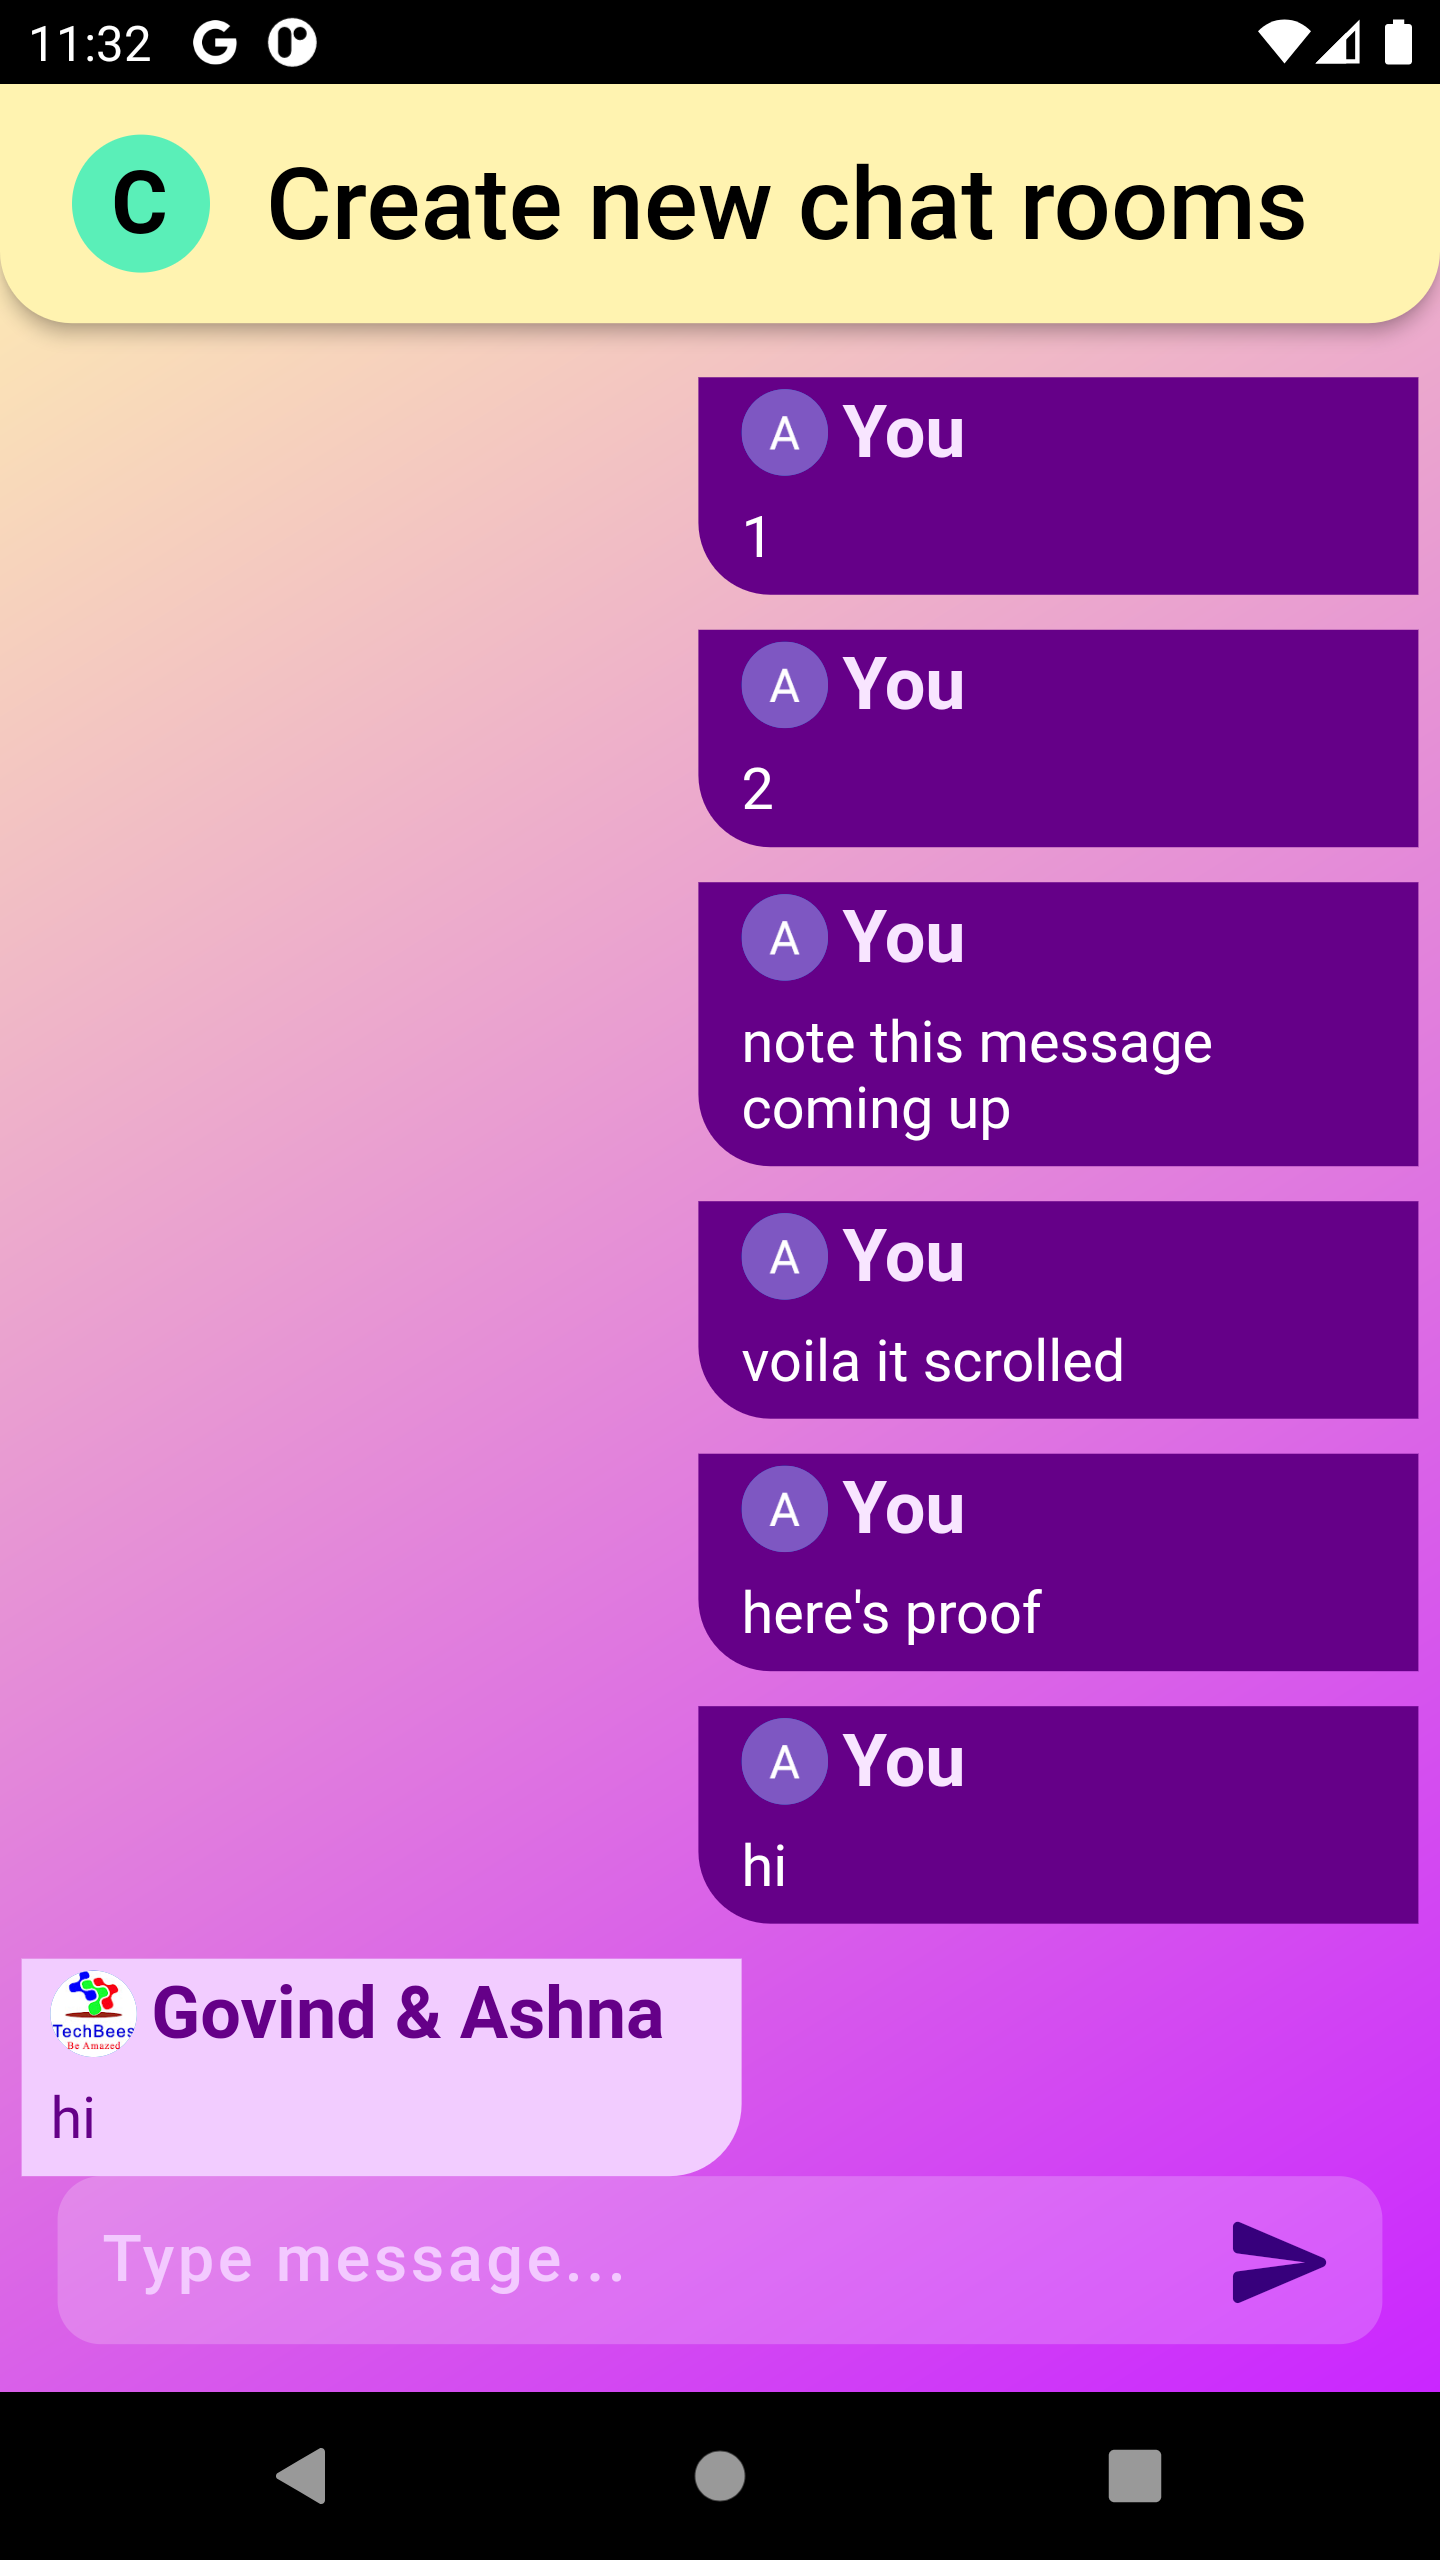 11:32
C Create new chat rooms
A You
1
A You
2
A You
note this message
coming up
A You
voila it scrolled
A You
here's proof
A You
hi
TechBees
Be Amazed
Govind & Ashna
hi
Type message...